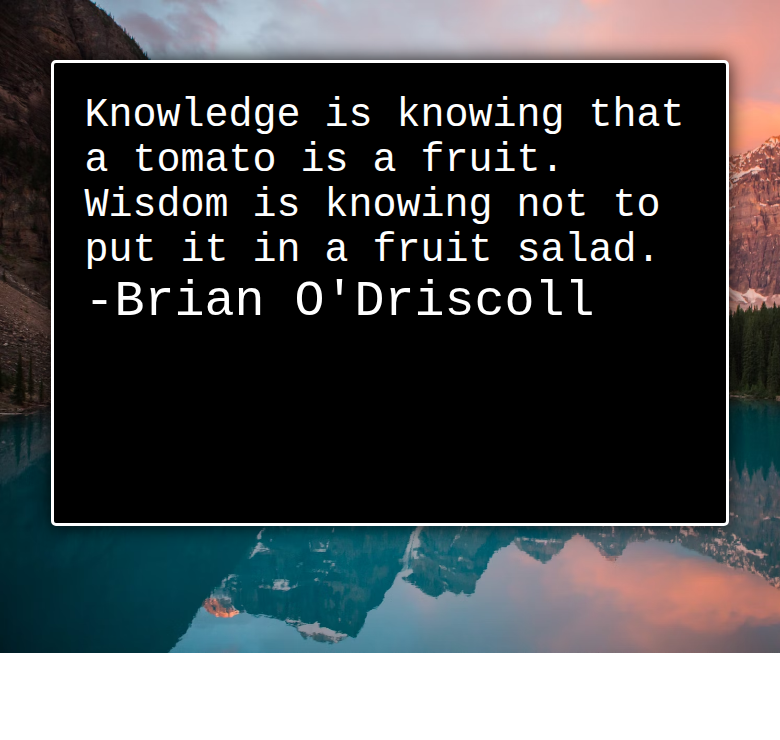 Knowledge is knowing that
a tomato is a fruit.
Wisdom is knowing not to
put it in a fruit salad.
-Brian O'Driscoll